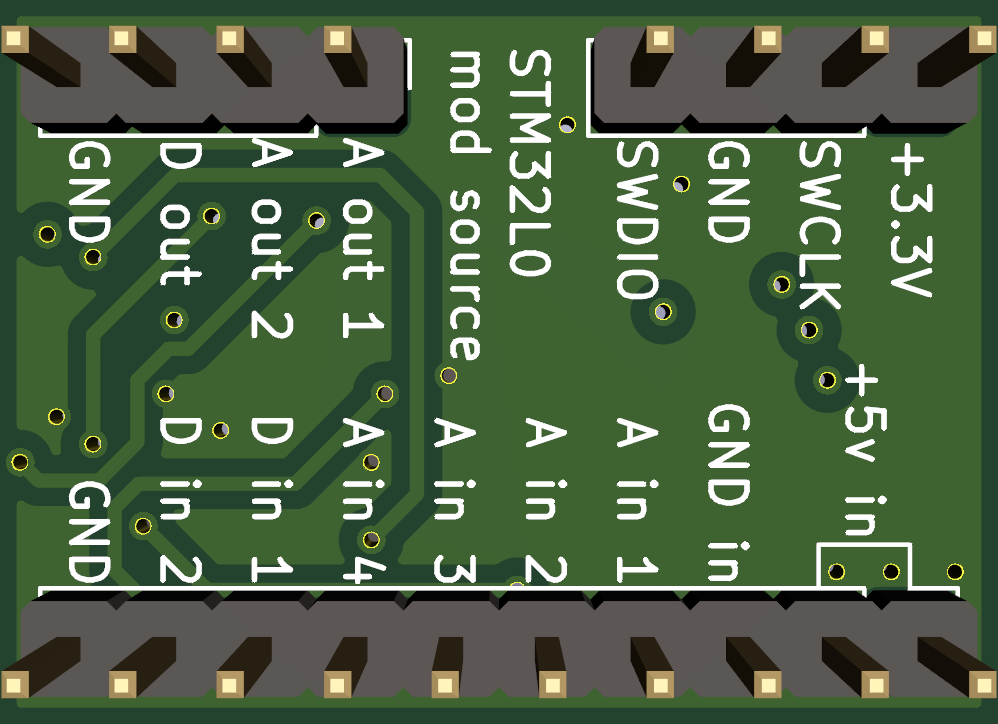 GND
D out
A out 2
A out 1
mod source
STM32L0
SWDIO
GND
SWCLK
+3.3V
GND
D in 2
D in 1
A in 4
A in 3
A in 2
A in 1
GND in
+5v in